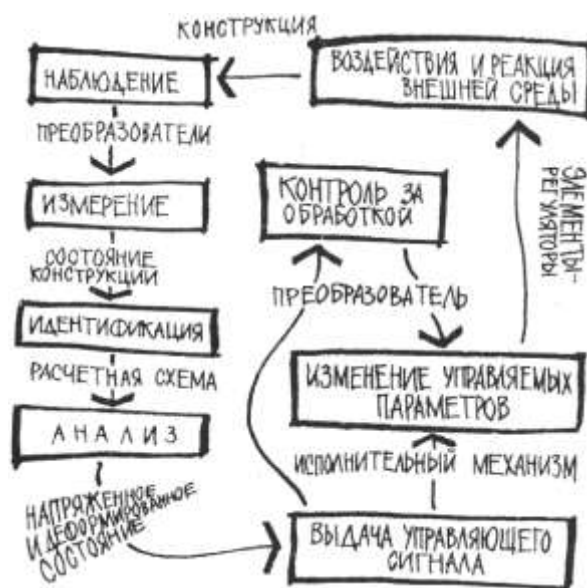 КОНСТРУКЦИЯ
НАБЛЮДЕНИЕ
ВОЗДЕЙСТВИЯ И РЕАКЦИЯ
ВНЕШНЕЙ СРЕДЫ
ПРЕОБРАЗОВАТЕЛИ
ИЗМЕРЕНИЕ
СОСТОЯНИЕ
КОНСТРУКЦИИ
ИДЕНТИФИКАЦИЯ
РАСЧЕТНАЯ СХЕМА
АНАЛИЗ
НАПРЯЖЕННОЕ
И ДЕФОРМИРОВАННОЕ
СОСТОЯНИЕ
ВЫДАЧА УПРАВЛЯЮЩЕГО
СИГНАЛА
КОНТРОЛЬ ЗА
ОБРАБОТКОЙ
ПРЕОБРАЗОВАТЕЛЬ
ИСПОЛНИТЕЛЬНЫЙ МЕХАНИЗМ
ИЗМЕНЕНИЕ УПРАВЛЯЕМЫХ
ПАРАМЕТРОВ
ЭЛЕМЕНТЫ-
РЕГУЛЯТОРЫ